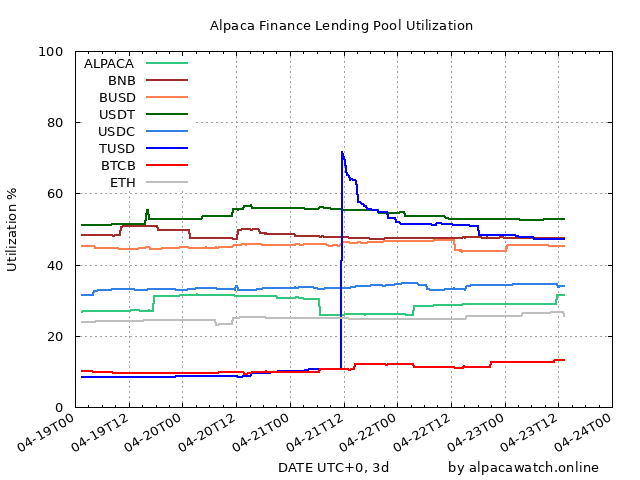 Alpaca Finance Lending Pool Utilization
100
80
60
40
20
0
Utilization %
ALPACA
BNB
BUSD
USDT
USDC
TUSD
BTCB
ETH
04-19T00
04-19T12
04-20T00
04-20T12
04-21T00
04-21T12
04-22T00
04-22T12
04-23T00
04-23T12
04-24T00
DATE UTC+0, 3d
by alpacawatch.online